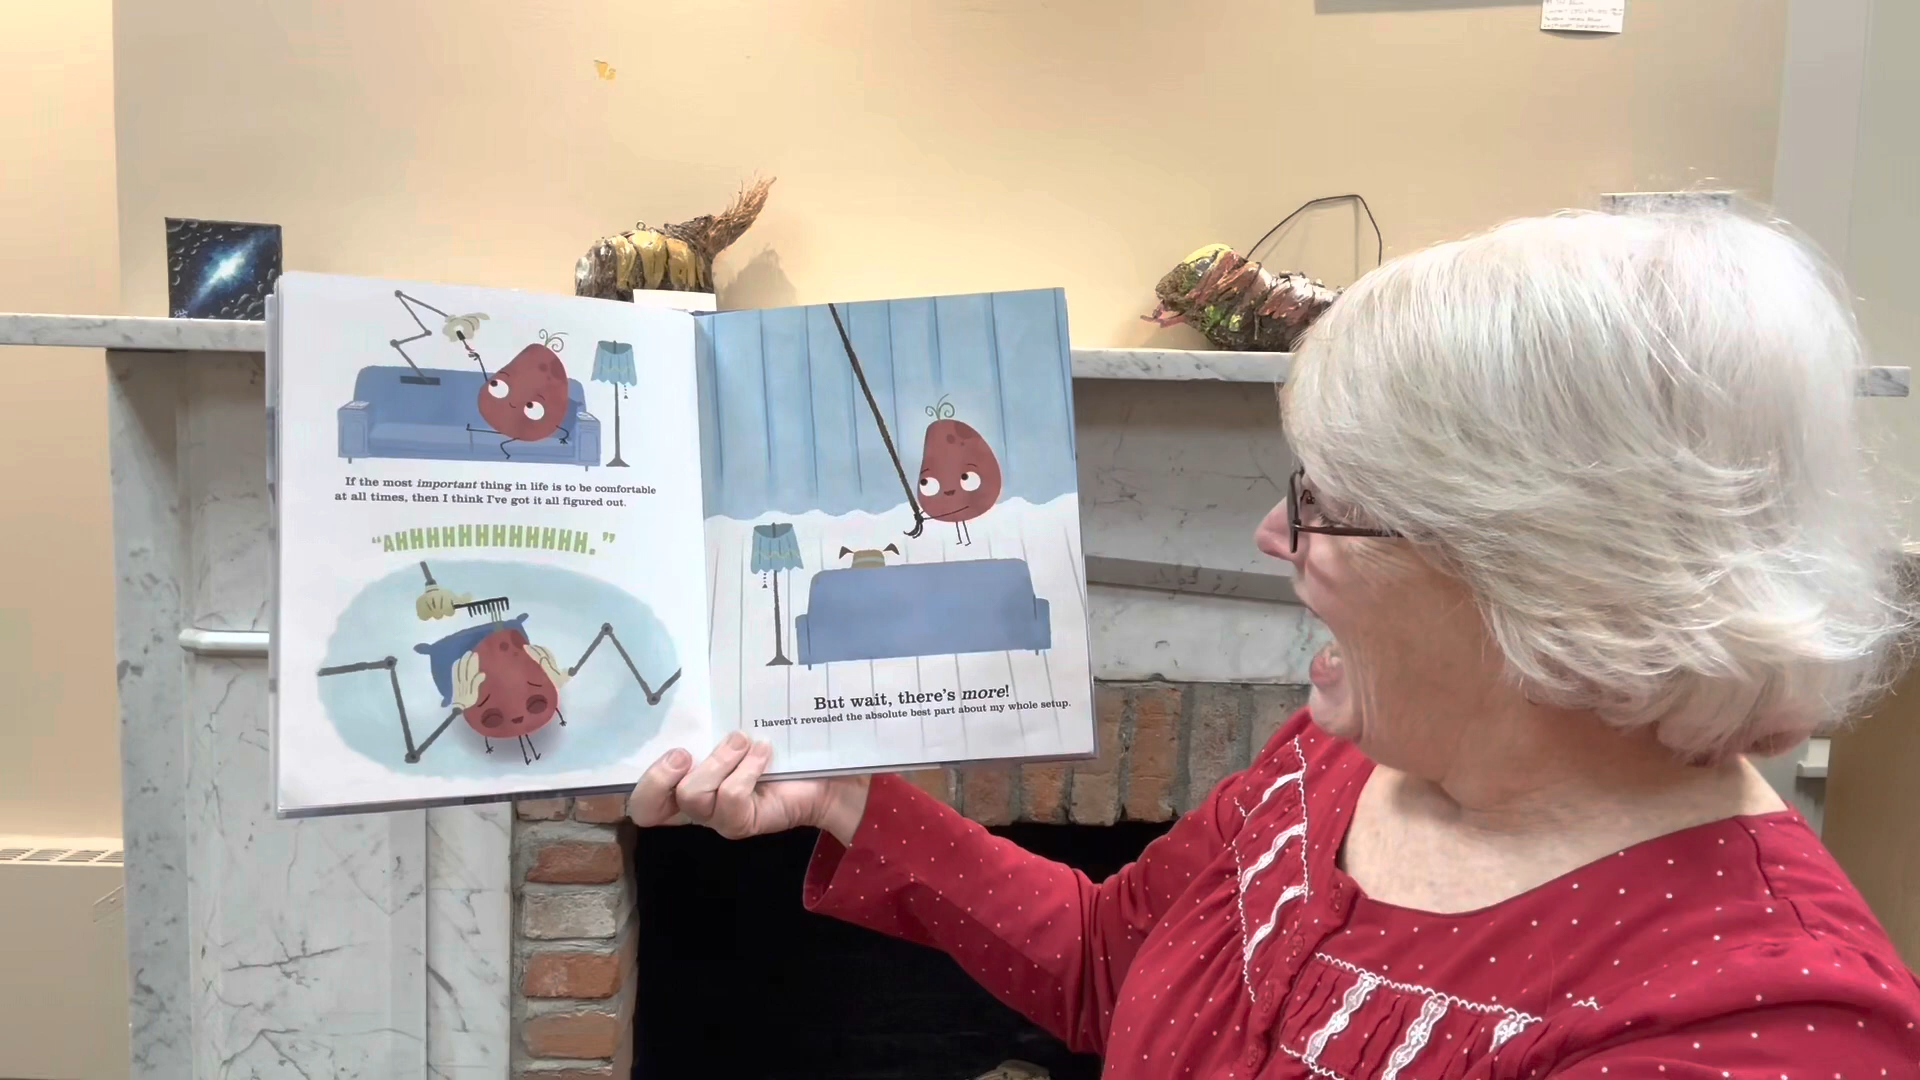 If the most important thing in life is to be comfortable
at all times, then I think I've got it all figured out.
"AHHHHHHHHHHHH."
But wait, there's more!
I haven't revealed the absolute best part about my whole setup.